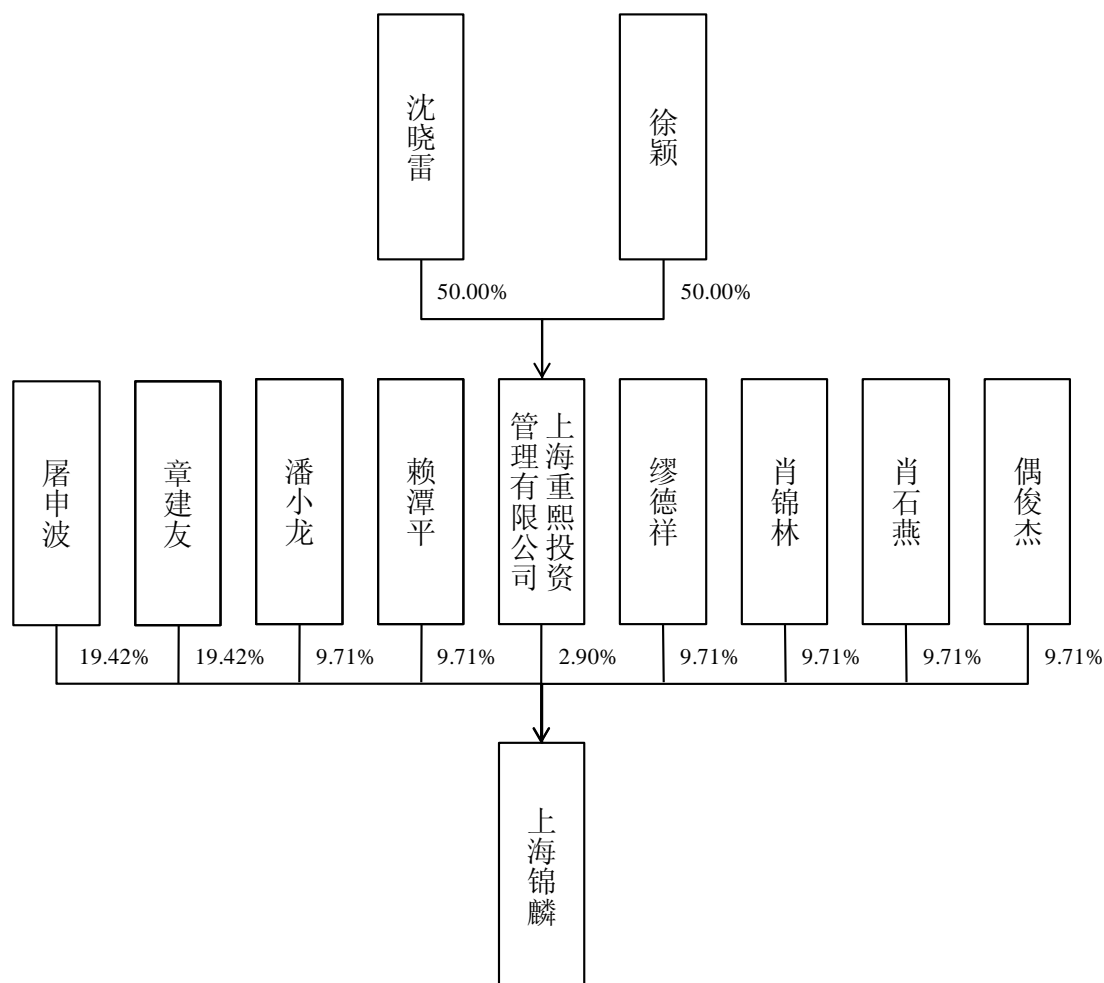 沈晓雷
徐颖
50.00%
50.00%
屠申波
章建友
潘小龙
赖潭平
上海重熙投资
管理有限公司
缪德祥
肖锦林
肖石燕
偶俊杰
19.42%
19.42%
9.71%
9.71%
2.90%
9.71%
9.71%
9.71%
9.71%
上海锦麟